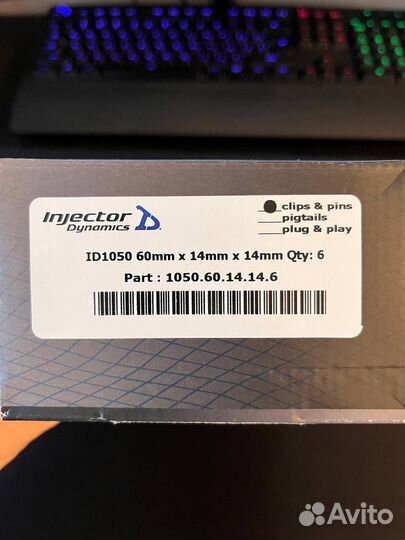 Injector
Dynamics
ID
clips & pins
pigtails
plug & play
ID1050 60mm x 14mm x 14mm Qty: 6
Part : 1050.60.14.14.6
Avito